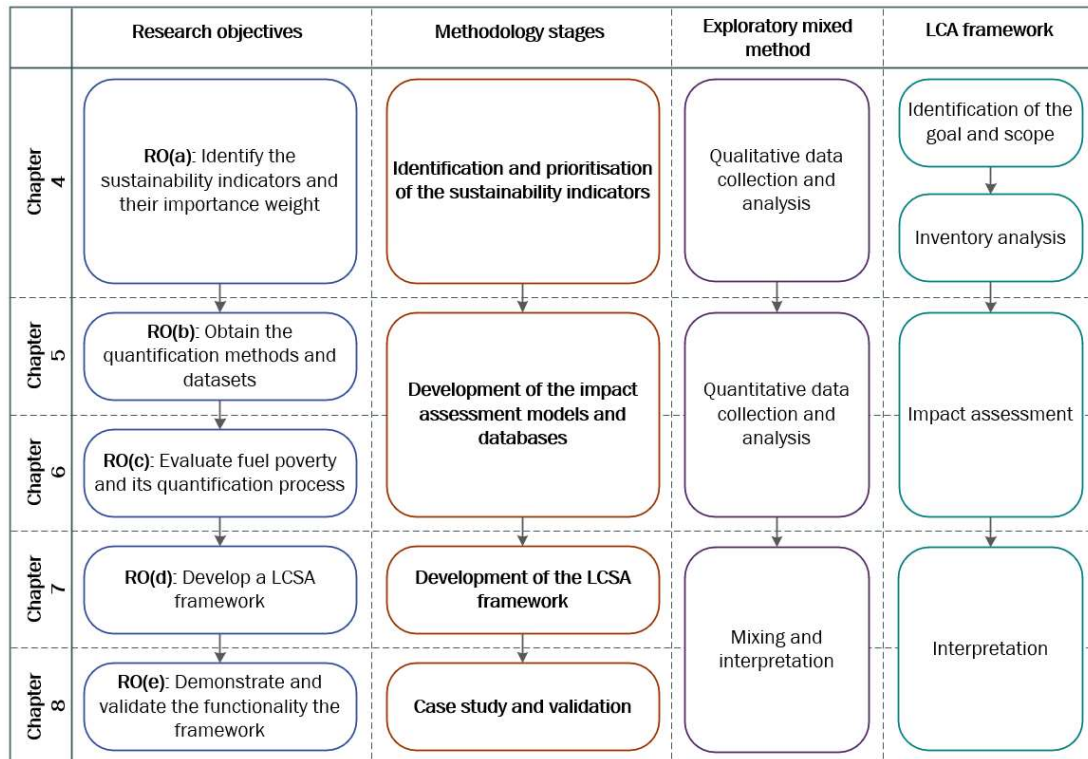 Research objectives
Methodology stages
Exploratory mixed
method
LCA framework
Chapter
4
RO(a): Identify the
sustainability indicators and
their importance weight
Identification and prioritisation
of the sustainability indicators
Qualitative data
collection and
analysis
Identification of the
goal and scope
Inventory analysis
Chapter
5
RO(b): Obtain the
quantification methods and
datasets
Development of the impact
assessment models and
databases
Quantitative data
collection and
analysis
Impact assessment
Chapter
6
RO(c): Evaluate fuel poverty
and its quantification process
Chapter
7
RO(d): Develop a LCSA
framework
Development of the LCSA
framework
Mixing and
interpretation
Interpretation
Chapter
8
RO(e): Demonstrate and
validate the functionality the
framework
Case study and validation